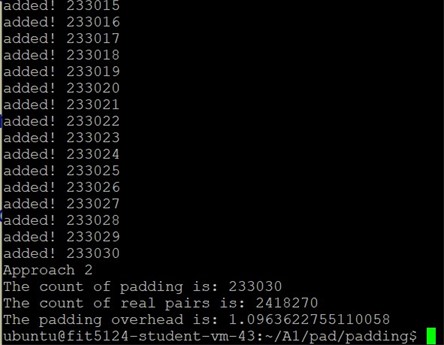 added! 233015
added! 233016
added! 233017
added! 233018
added! 233019
added! 233020
added! 233021
added! 233022
added! 233023
added! 233024
added! 233025
added! 233026
added! 233027
added! 233028
added! 233029
added! 233030
Approach 2
The count of padding is: 233030
The count of real pairs is: 2418270
The padding overhead is: 1.0963622755110058
ubuntu@fit5124-student-vm-43:~/A1/pad/padding$